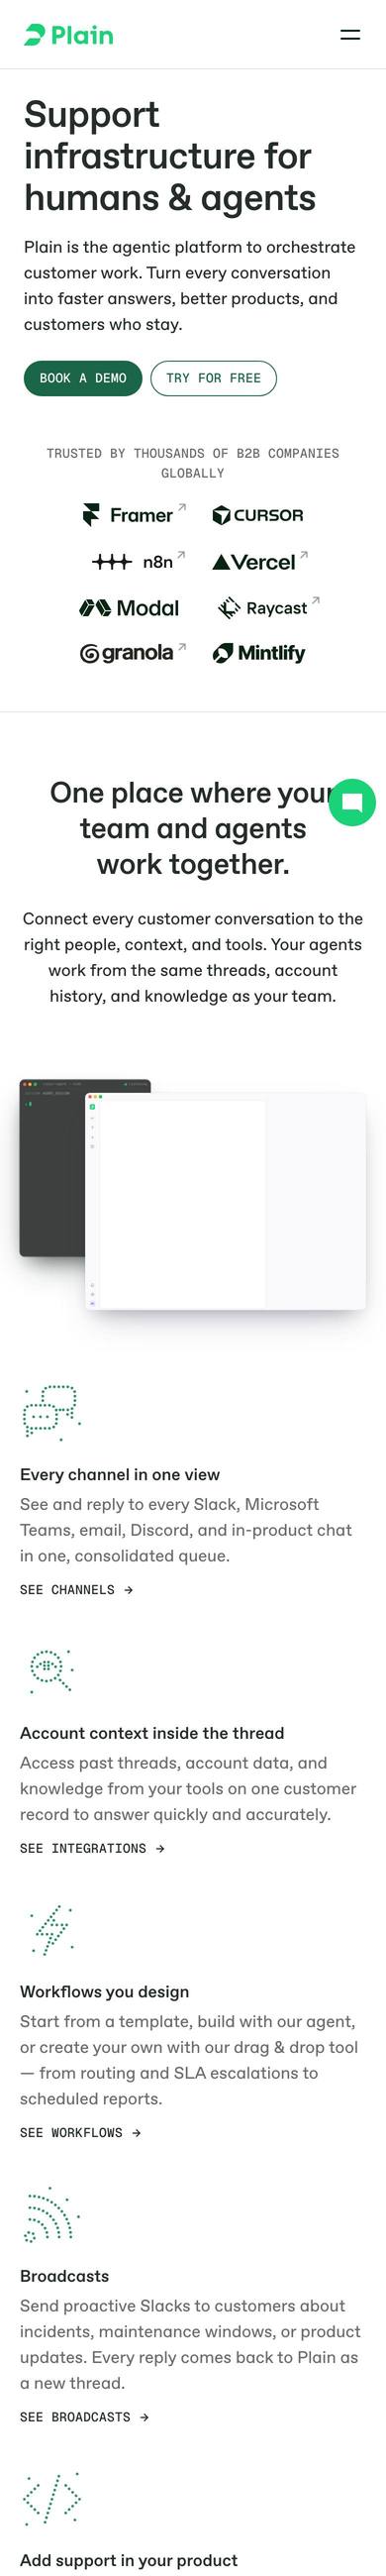 Plain
Support
infrastructure for
humans & agents
Plain is the agentic platform to orchestrate
customer work. Turn every conversation
into faster answers, better products, and
customers who stay.
BOOK A DEMO
TRY FOR FREE
TRUSTED BY THOUSANDS OF B2B COMPANIES
GLOBALLY
Framer
CURSOR
n8n
Vercel
Modal
Raycast
granola
Mintlify
One place where your
team and agents
work together.
Connect every customer conversation to the
right people, context, and tools. Your agents
work from the same threads, account
history, and knowledge as your team.
Every channel in one view
See and reply to every Slack, Microsoft
Teams, email, Discord, and in-product chat
in one, consolidated queue.
SEE CHANNELS →
Account context inside the thread
Access past threads, account data, and
knowledge from your tools on one customer
record to answer quickly and accurately.
SEE INTEGRATIONS →
Workflows you design
Start from a template, build with our agent,
or create your own with our drag & drop tool
— from routing and SLA escalations to
scheduled reports.
SEE WORKFLOWS →
Broadcasts
Send proactive Slacks to customers about
incidents, maintenance windows, or product
updates. Every reply comes back to Plain as
a new thread.
SEE BROADCASTS →
Add support in your product